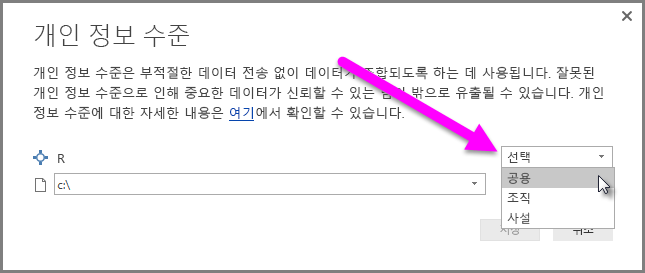 개인 정보 수준
개인 정보 수준은 부적절한 데이터 전송 없이 데이터가 조합되도록 하는 데 사용됩니다. 잘못된
개인 정보 수준으로 인해 중요한 데이터가 신뢰할 수 있는 밖으로 유출될 수 있습니다. 개인
정보 수준에 대한 자세한 내용은 여기에서 확인할 수 있습니다.
R
선택
c:\
공용
조직
사설
저장
취소